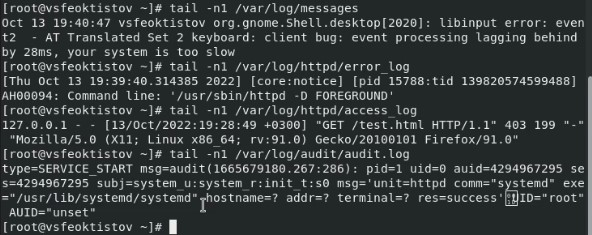 [root@vsfeoktistov ~]# tail -n1 /var/log/messages
Oct 13 19:40:47 vsfeoktistov org.gnome.Shell.desktop[2020]: libinput error: even
t2  - AT Translated Set 2 keyboard: client bug: event processing lagging behind
by 28ms, your system is too slow
[root@vsfeoktistov ~]# tail -n1 /var/log/httpd/error_log
[Thu Oct 13 19:39:40.314385 2022] [core:notice] [pid 15788:tid 139820574599488]
AH00094: Command line: '/usr/sbin/httpd -D FOREGROUND'
[root@vsfeoktistov ~]# tail -n1 /var/log/httpd/access_log
127.0.0.1 - - [13/Oct/2022:19:28:49 +0300] "GET /test.html HTTP/1.1" 403 199 "-"
"Mozilla/5.0 (X11; Linux x86_64; rv:91.0) Gecko/20100101 Firefox/91.0"
[root@vsfeoktistov ~]# tail -n1 /var/log/audit/audit.log
type=SERVICE_START msg=audit(1665679180.267:286): pid=1 uid=0 auid=4294967295 se
s=4294967295 subj=system_u:system_r:init_t:s0 msg='unit=httpd comm="systemd" exe
="/usr/lib/systemd/systemd" hostname=? addr=? terminal=? res=success' UID="root"
AUID="unset"
[root@vsfeoktistov ~]#